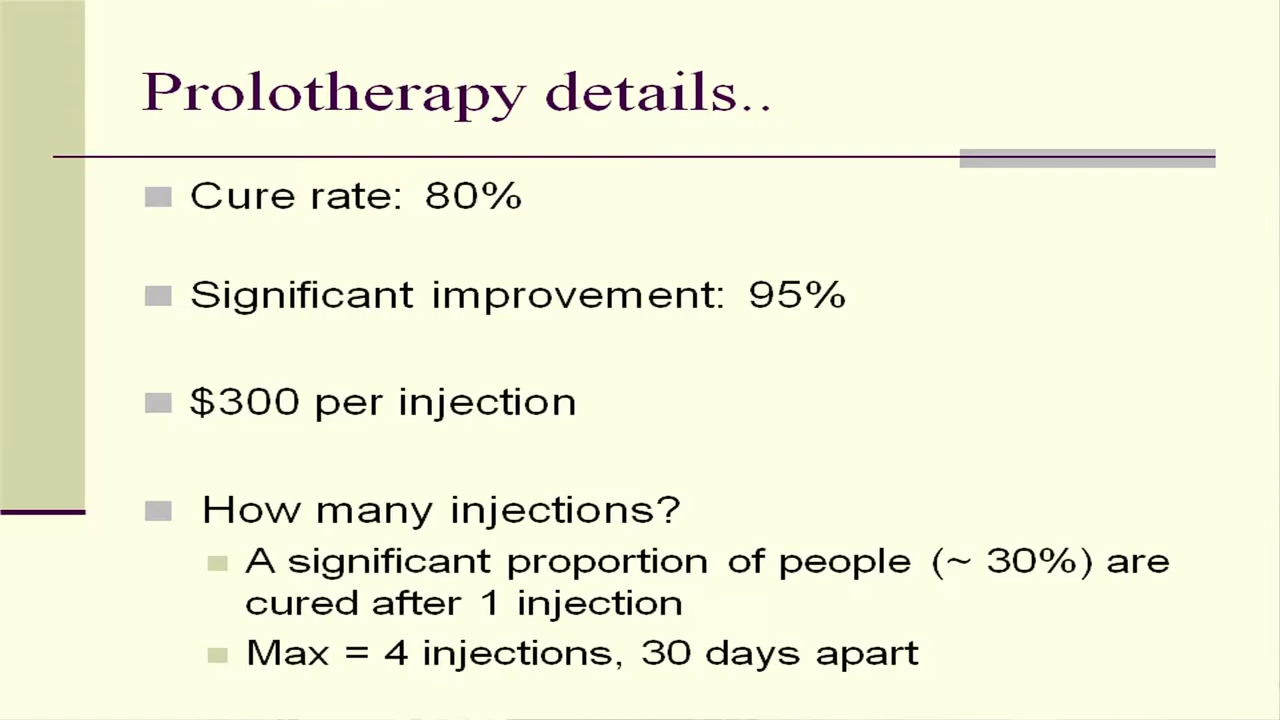 Prolotherapy details..
Cure rate: 80%
Significant improvement: 95%
$300 per injection
How many injections?
A significant proportion of people (~ 30%) are
cured after 1 injection
Max = 4 injections, 30 days apart